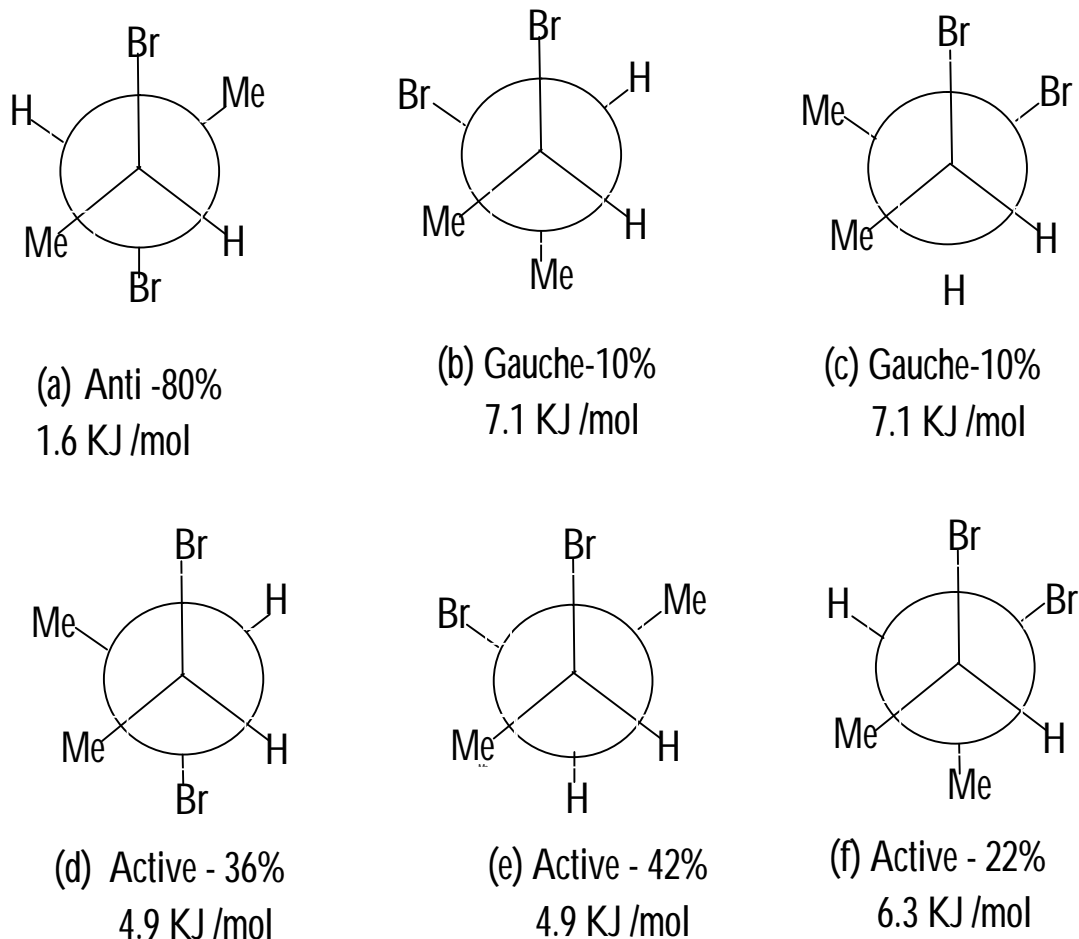 Br
H
Me
Me
H
Br
(a) Anti -80%
1.6 KJ /mol
Br
Br
H
Me
H
Me
(b) Gauche-10%
7.1 KJ /mol
Br
Me
Br
Me
H
H
(c) Gauche-10%
7.1 KJ /mol
Br
Me
H
Me
H
Br
(d) Active - 36%
4.9 KJ /mol
Br
Br
Me
Me
H
H
(e) Active - 42%
4.9 KJ /mol
Br
H
Br
Me
H
Me
(f) Active - 22%
6.3 KJ /mol